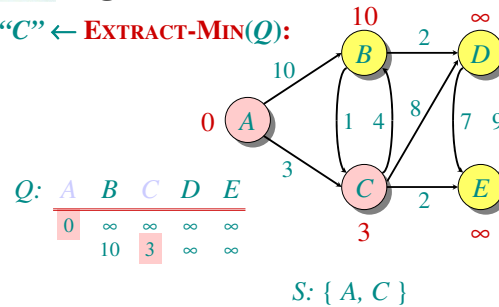 "C" ← EXTRACT-MIN(Q):
10 2 ∞
B D
10
0 A 1 4 8 7 9
3
C 2 E
3 ∞
Q: A B C D E
0 ∞ ∞ ∞ ∞
10 3 ∞ ∞
S: { A, C }